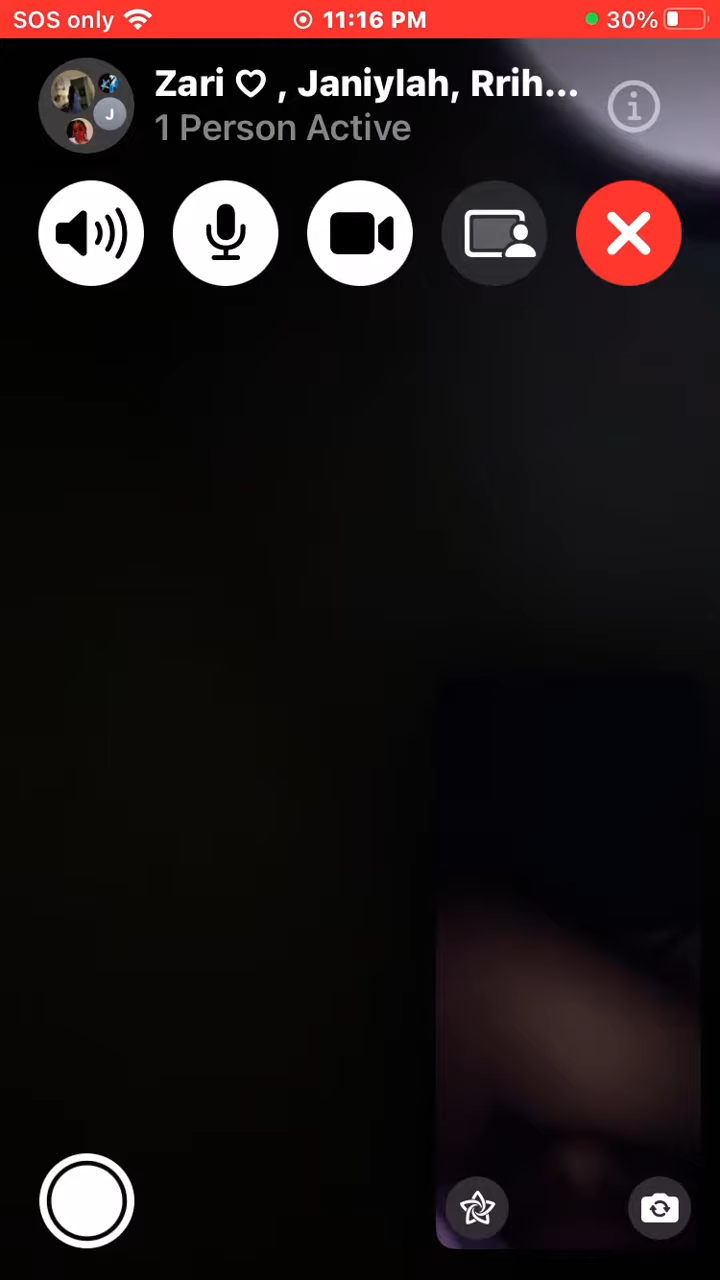 SOS only 11:16 PM 30%
Zari ♡ , Janiylah, Rrih...
J
1 Person Active